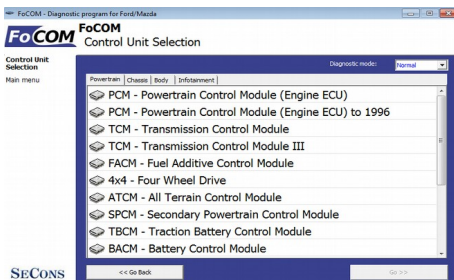 FoCOM - Diagnostic program for Ford/Mazda
FoCOM
FoCOM
Control Unit Selection
Control Unit
Selection
Main menu
Diagnostic mode:
Normal
Powertrain
Chassis
Body
Infotainment
PCM - Powertrain Control Module (Engine ECU)
PCM - Powertrain Control Module (Engine ECU) to 1996
TCM - Transmission Control Module
TCM - Transmission Control Module III
FACM - Fuel Additive Control Module
4x4 - Four Wheel Drive
ATCM - All Terrain Control Module
SPCM - Secondary Powertrain Control Module
TBCM - Traction Battery Control Module
BACM - Battery Control Module
SECONS
<< Go Back
Go >>